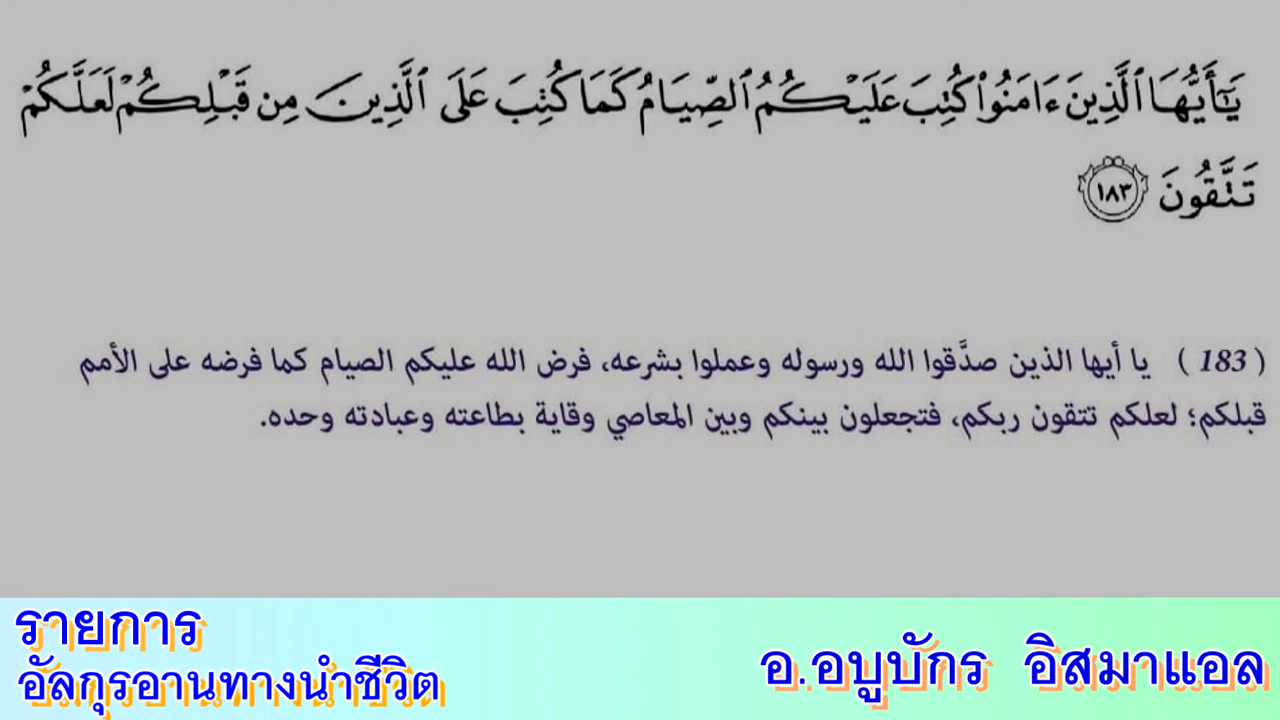 يَٰٓأَيُّهَا ٱلَّذِينَ ءَامَنُوا۟ كُتِبَ عَلَيْكُمُ ٱلصِّيَامُ كَمَا كُتِبَ عَلَى ٱلَّذِينَ مِن قَبْلِكُمْ لَعَلَّكُمْ
تَتَّقُونَ ١٨٣
( 183 ) يا أيها الذين صدَّقوا الله ورسوله وعملوا بشرعه، فرض الله عليكم الصيام كما فرضه على الأمم
قبلكم؛ لعلكم تتقون ربكم، فتجعلون بينكم وبين المعاصي وقاية بطاعته وعبادته وحده.
รายการ
อัลกุรอานทางนำชีวิต
อ.อบูบักร อิสมาแอล